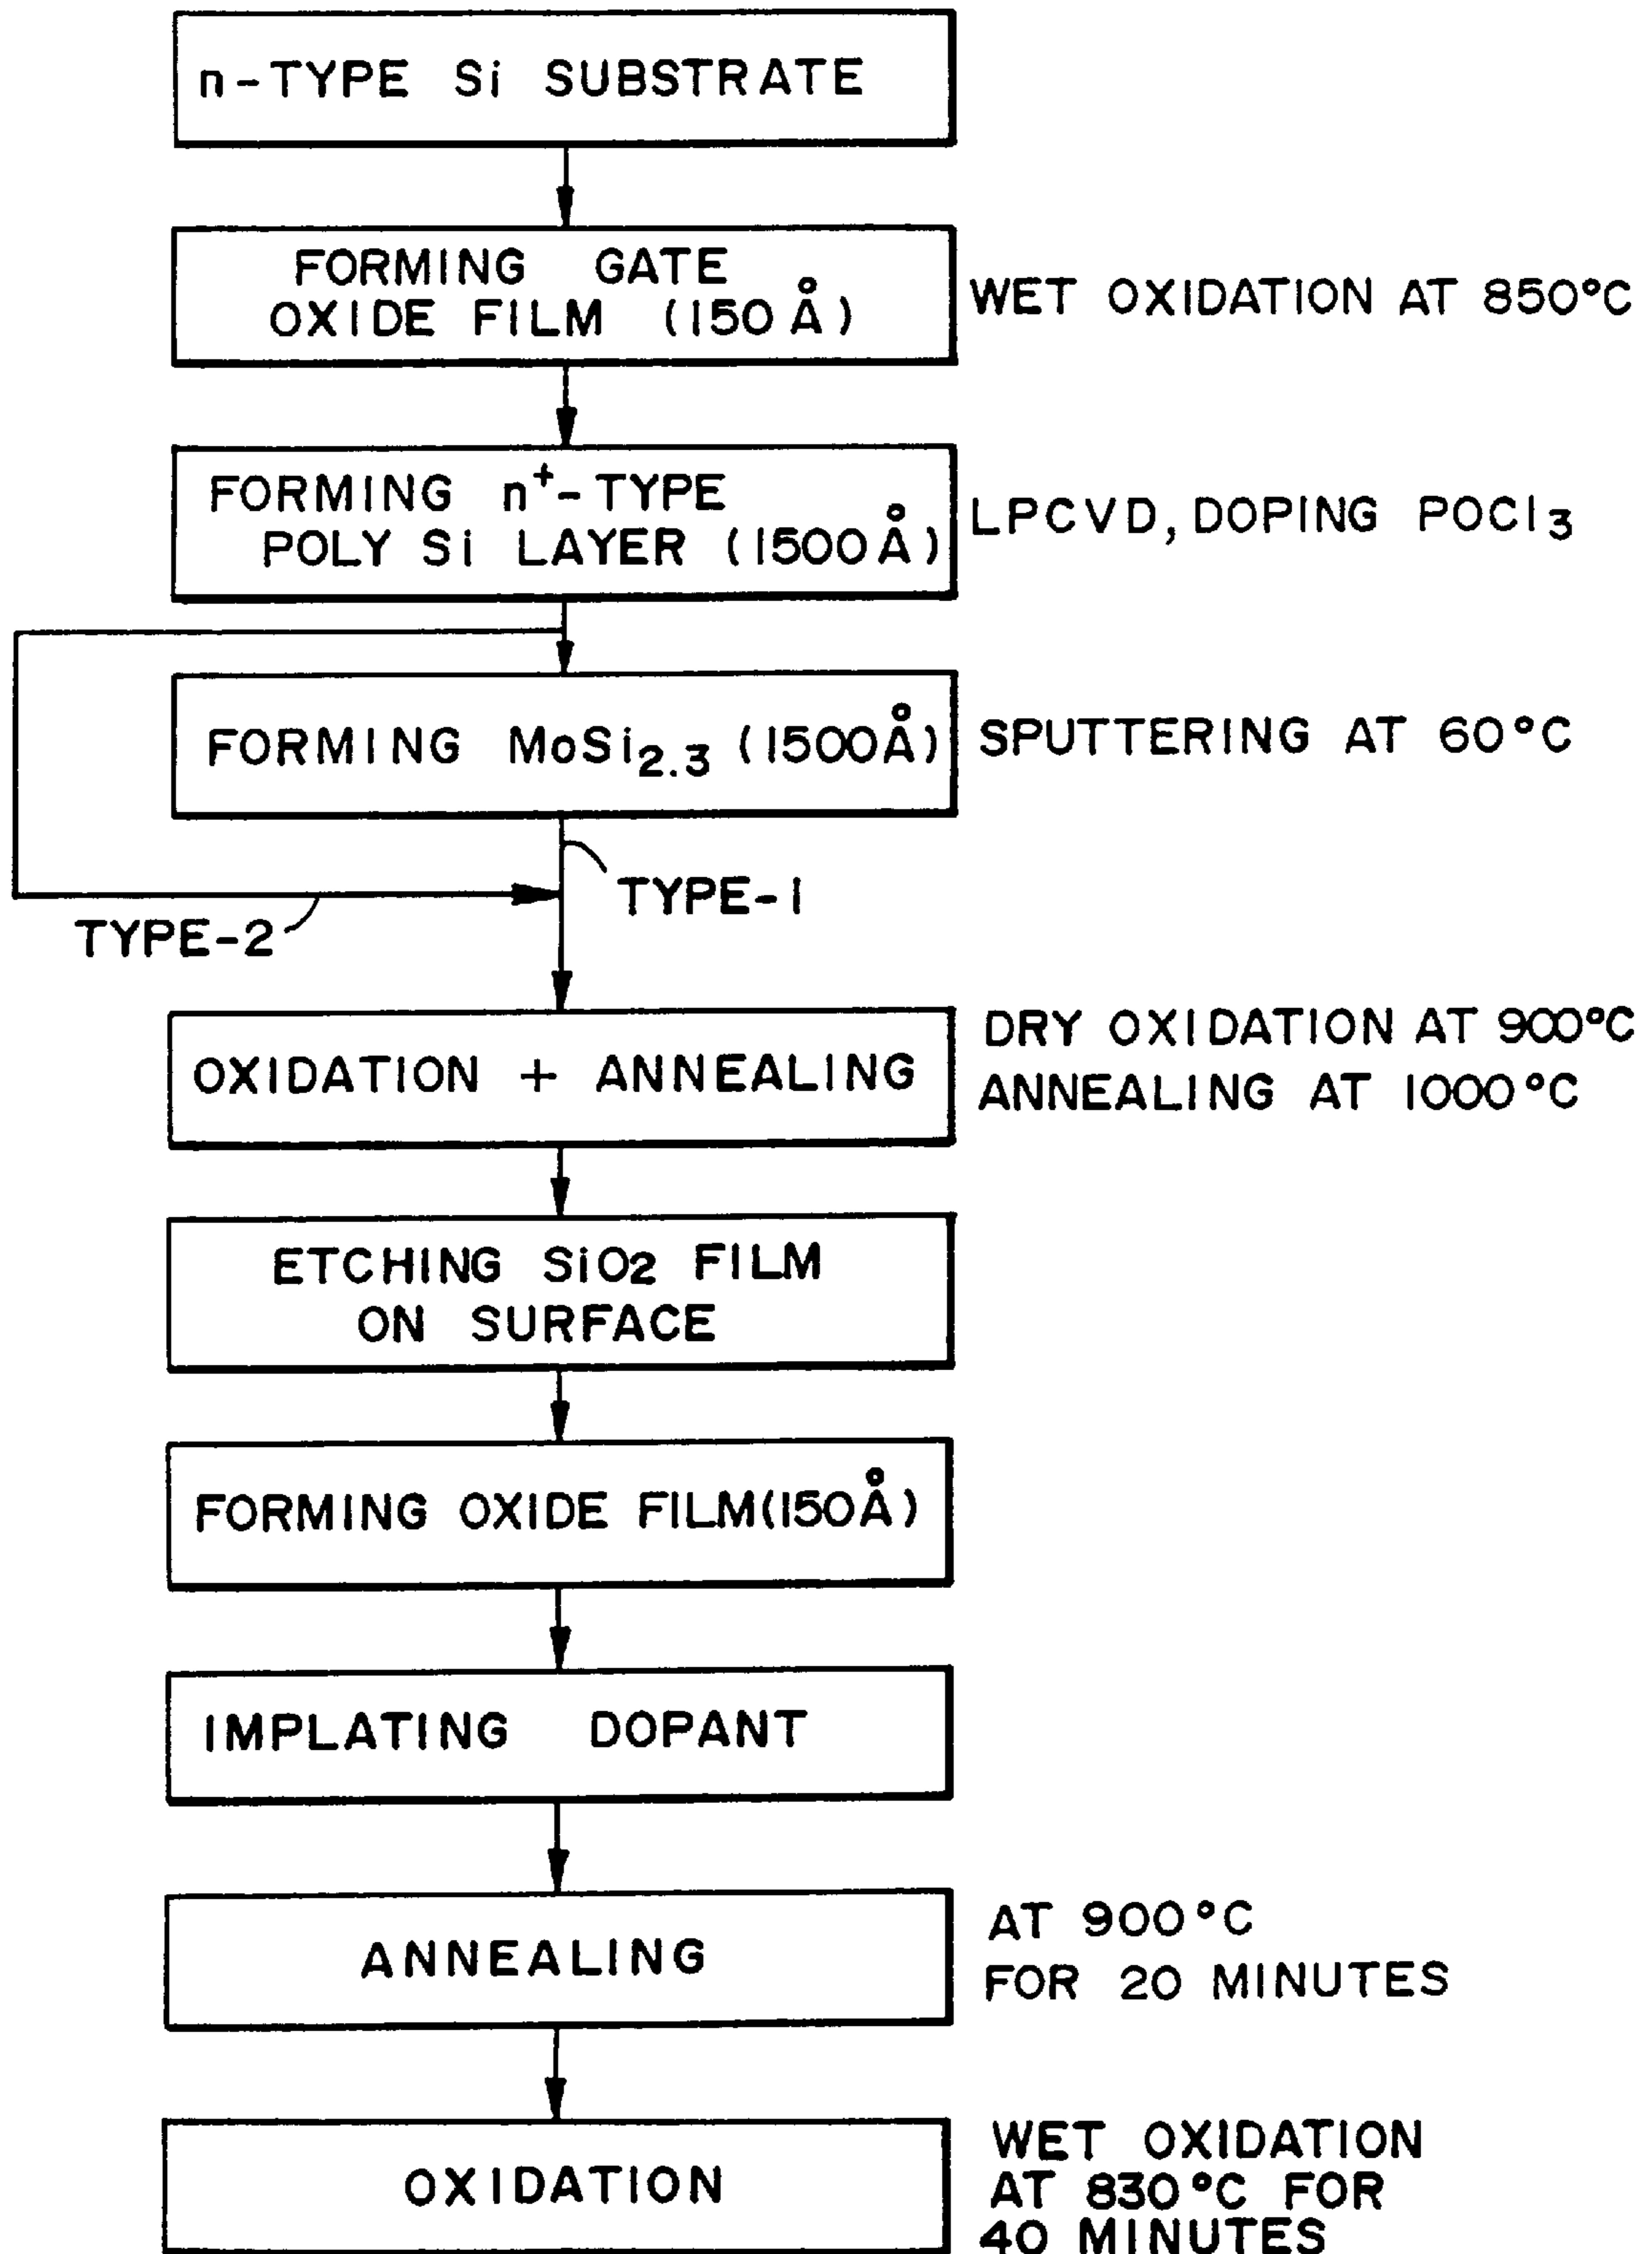 n-TYPE Si SUBSTRATE
FORMING GATE
OXIDE FILM (150 Å)
WET OXIDATION AT 850°C
FORMING n⁺-TYPE
POLY Si LAYER (1500Å)
LPCVD, DOPING POCl₃
FORMING MoSi₂.₃ (1500Å)
SPUTTERING AT 60°C
TYPE-1
TYPE-2
OXIDATION + ANNEALING
DRY OXIDATION AT 900°C
ANNEALING AT 1000°C
ETCHING SiO₂ FILM
ON SURFACE
FORMING OXIDE FILM(150Å)
IMPLATING DOPANT
ANNEALING
AT 900°C
FOR 20 MINUTES
OXIDATION
WET OXIDATION
AT 830°C FOR
40 MINUTES